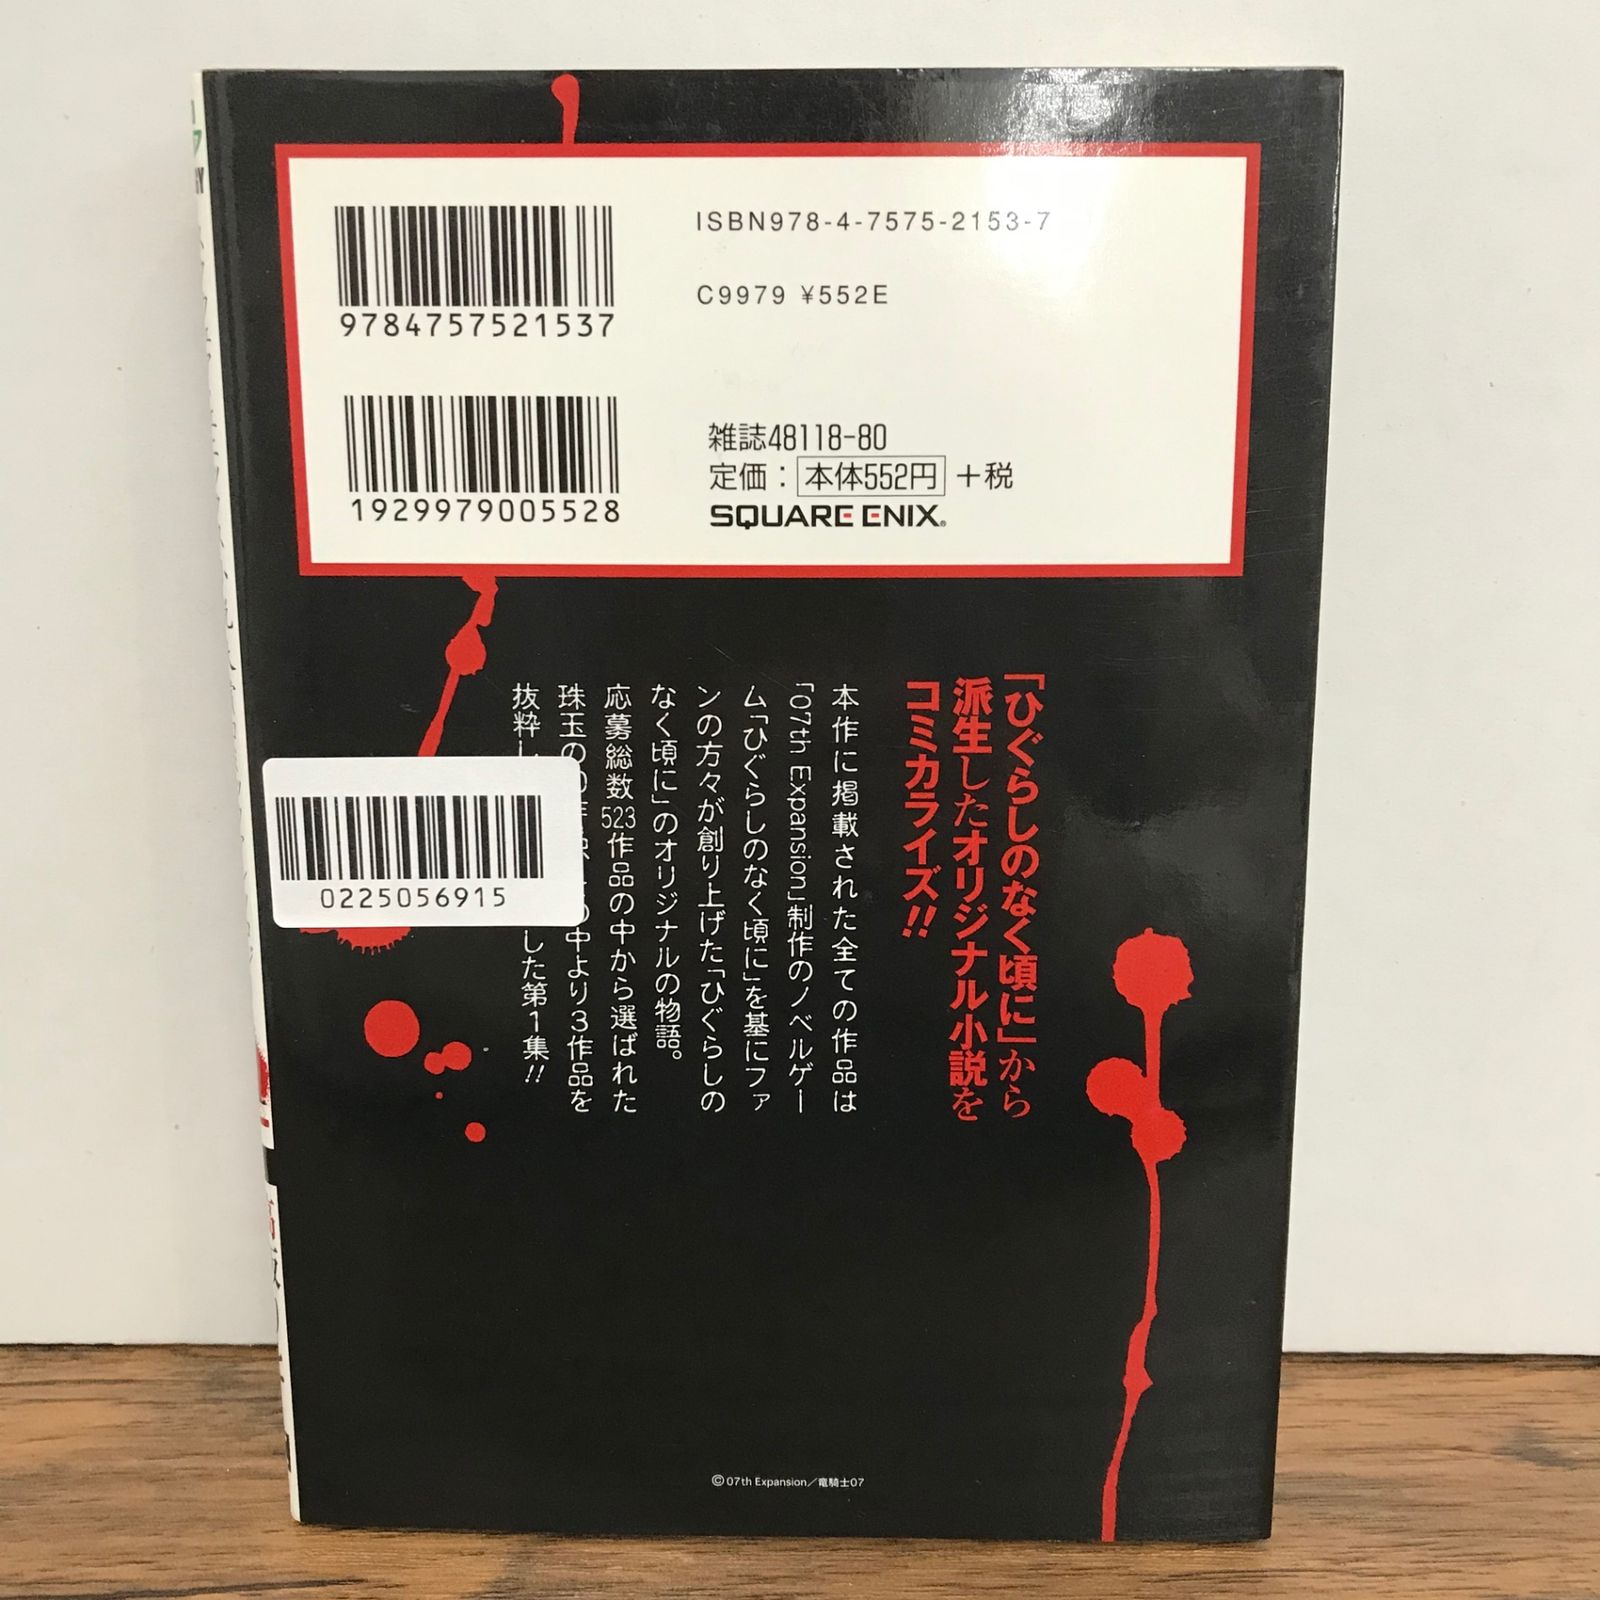 ISBN978-4-7575-2153-7
C9979 ¥552E
9784757521537
雑誌48118-80
定価：本体552円+税
1929979005528
SQUARE ENIX®
「ひぐらしのなく頃に」から
派生したオリジナル小説を
コミカライズ!!
本作に掲載された全ての作品は
「07th Expansion」制作のノベルゲー
ム「ひぐらしのなく頃に」を基にファ
ンの方々が創り上げた「ひぐらしの
なく頃に」のオリジナルの物語。
応募総数523作品の中から選ばれた
珠玉の
の中より3作品を
抜粋し
した第1集!!
0225056915
©07th Expansion／竜騎士07